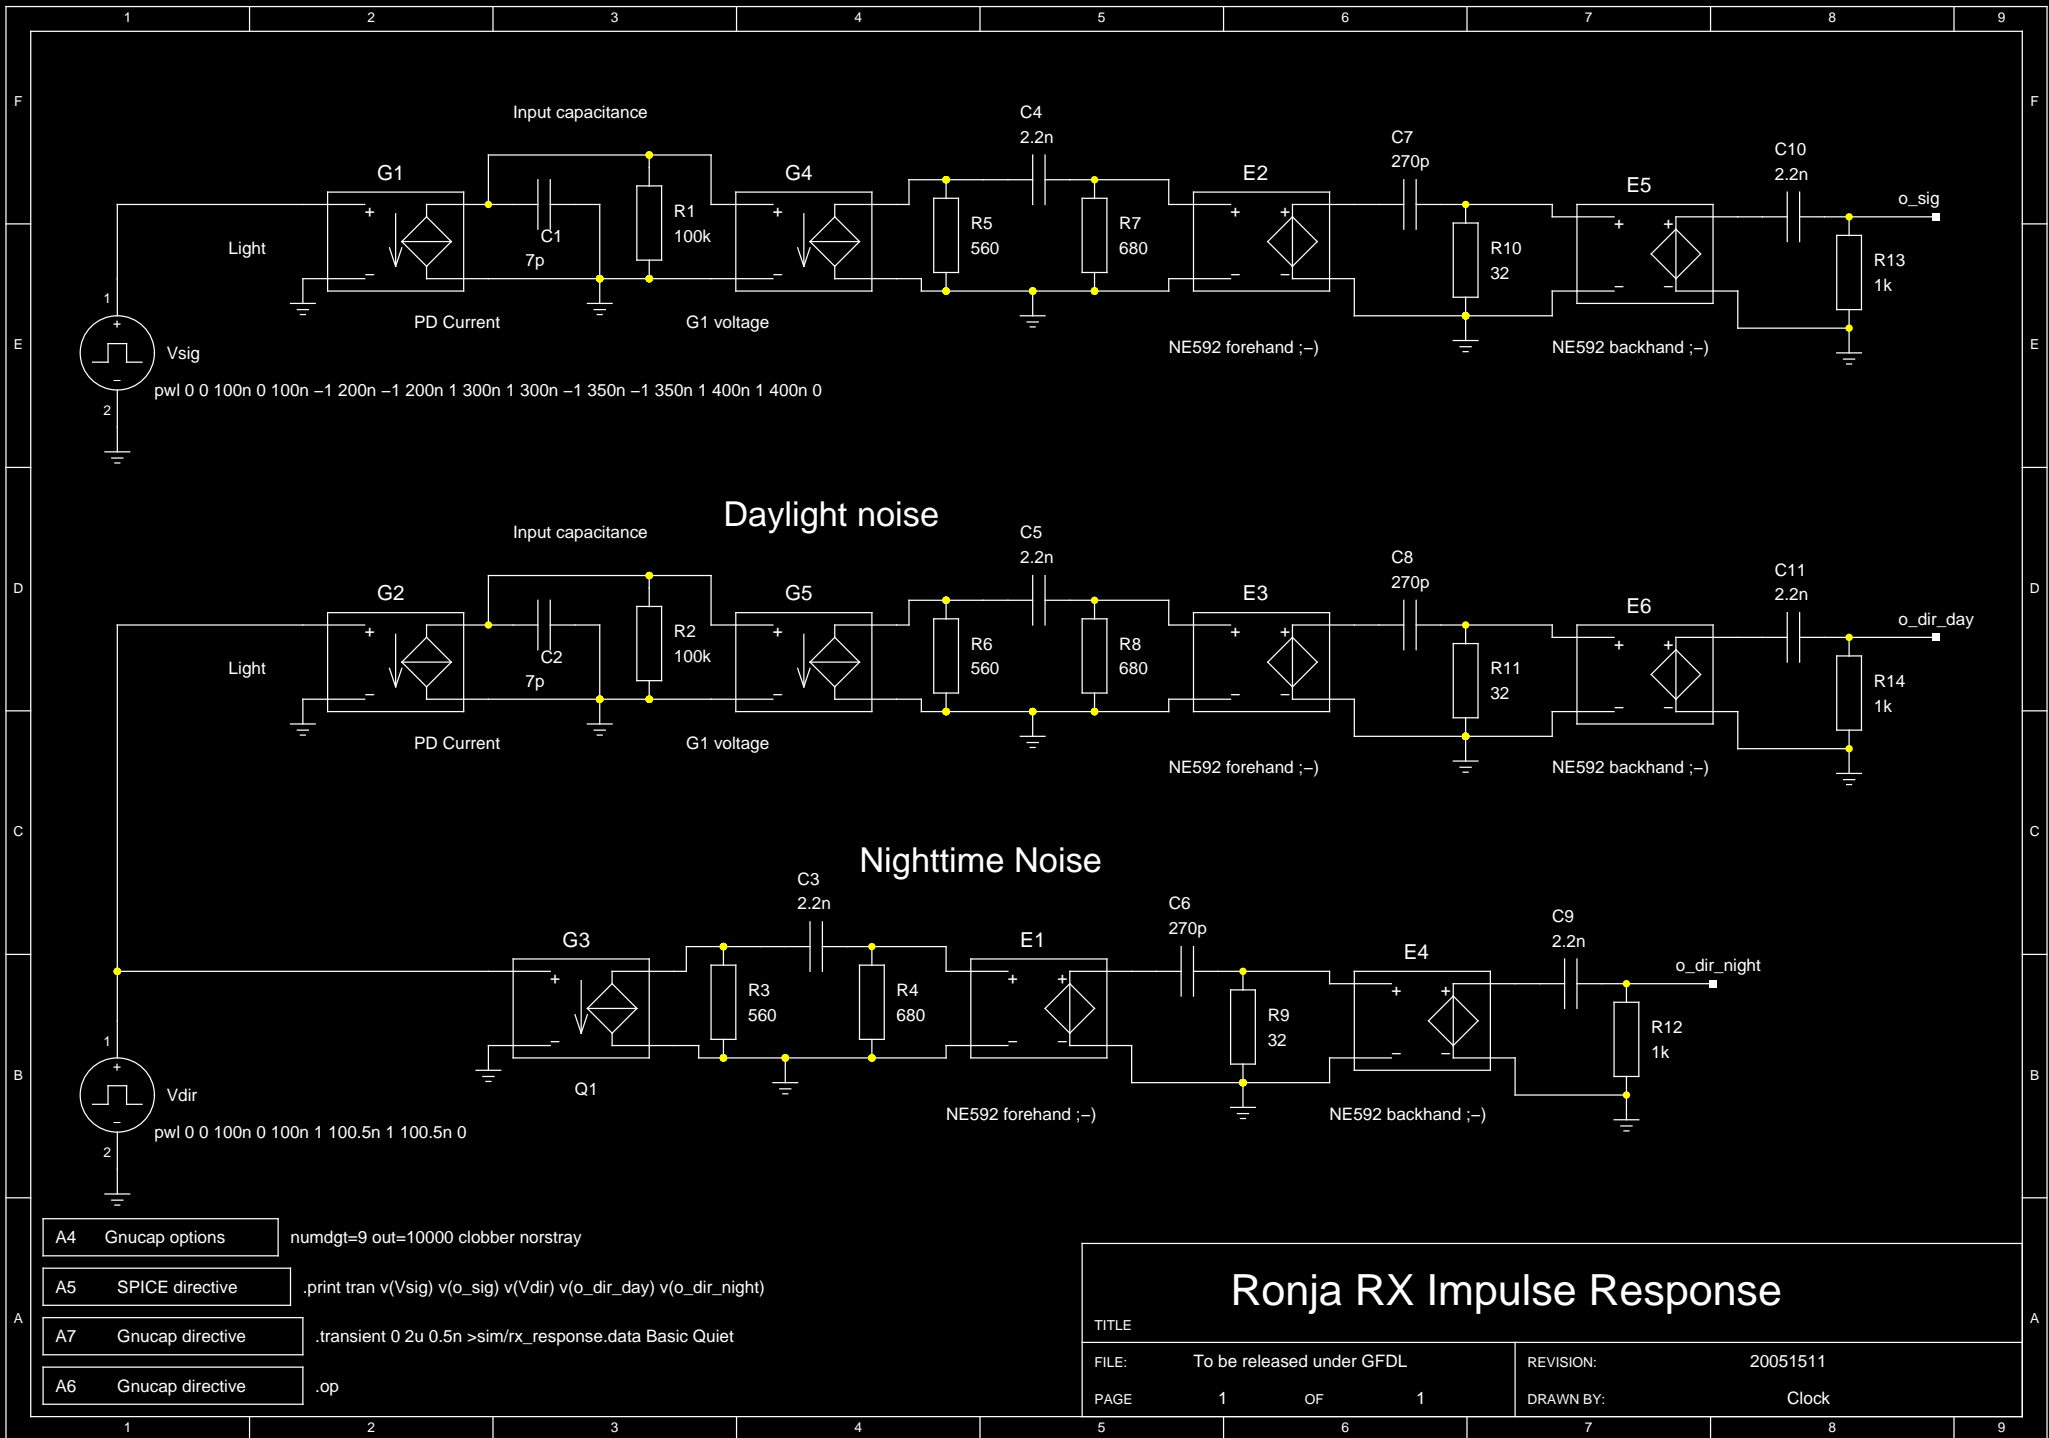 1 2 3 4 5 6 7 8 9
F F
E E
D D
C C
B B
A A
Input capacitance
G1
C1
7p
R1
100k
G4
C4
2.2n
R5
560
R7
680
E2
C7
270p
R10
32
E5
C10
2.2n
o_sig
R13
1k
+ − + − + − + − + −
+ −
Light
PD Current
G1 voltage
NE592 forehand ;−)
NE592 backhand ;−)
1
+
−
2
Vsig
pwl 0 0 100n 0 100n −1 200n −1 200n 1 300n 1 300n −1 350n −1 350n 1 400n 1 400n 0
Daylight noise
Input capacitance
G2
C2
7p
R2
100k
G5
C5
2.2n
R6
560
R8
680
E3
C8
270p
R11
32
E6
C11
2.2n
o_dir_day
R14
1k
+ − + − + − + − + −
+ −
Light
PD Current
G1 voltage
NE592 forehand ;−)
NE592 backhand ;−)
Nighttime Noise
G3
C3
2.2n
R3
560
R4
680
E1
C6
270p
R9
32
E4
C9
2.2n
o_dir_night
R12
1k
+ − + − + − + − + −
Q1
NE592 forehand ;−)
NE592 backhand ;−)
1
+
−
2
Vdir
pwl 0 0 100n 0 100n 1 100.5n 1 100.5n 0
A4 Gnucap options numdgt=9 out=10000 clobber norstray
A5 SPICE directive .print tran v(Vsig) v(o_sig) v(Vdir) v(o_dir_day) v(o_dir_night)
A7 Gnucap directive .transient 0 2u 0.5n >sim/rx_response.data Basic Quiet
A6 Gnucap directive .op
Ronja RX Impulse Response
TITLE
FILE: To be released under GFDL
REVISION: 20051511
PAGE 1 OF 1
DRAWN BY: Clock
1 2 3 4 5 6 7 8 9